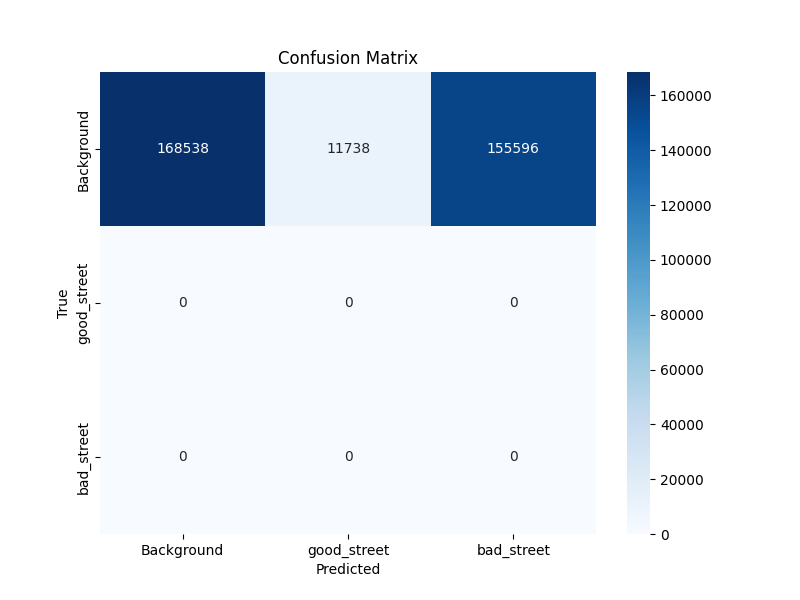 Confusion Matrix
True
Background
168538
11738
155596
good_street
0
0
0
bad_street
0
0
0
Background
good_street
bad_street
Predicted
160000
140000
120000
100000
80000
60000
40000
20000
0